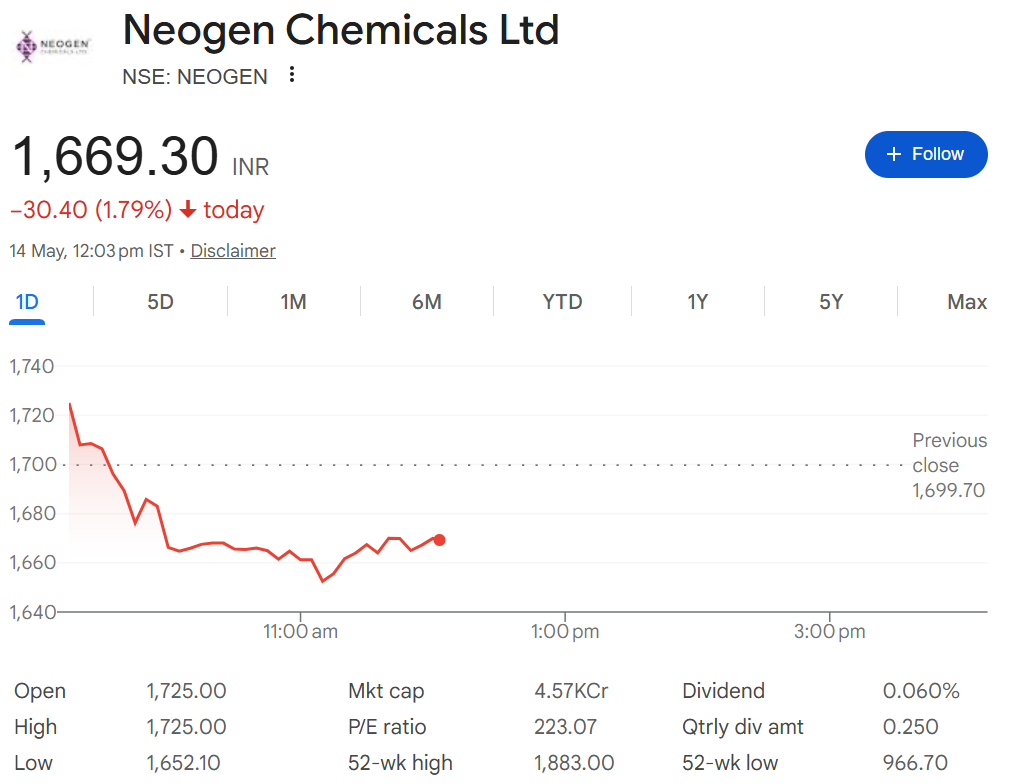 NEOGEN
CHEMICALS LTD
Neogen Chemicals Ltd
NSE: NEOGEN
1,669.30 INR
+ Follow
−30.40 (1.79%) ↓ today
14 May, 12:03 pm IST • Disclaimer
1D 5D 1M 6M YTD 1Y 5Y Max
1,740
1,720
1,700
1,680
1,660
1,640
Previous
close
1,699.70
11:00 am 1:00 pm 3:00 pm
Open 1,725.00 Mkt cap 4.57KCr Dividend 0.060%
High 1,725.00 P/E ratio 223.07 Qtrly div amt 0.250
Low 1,652.10 52-wk high 1,883.00 52-wk low 966.70